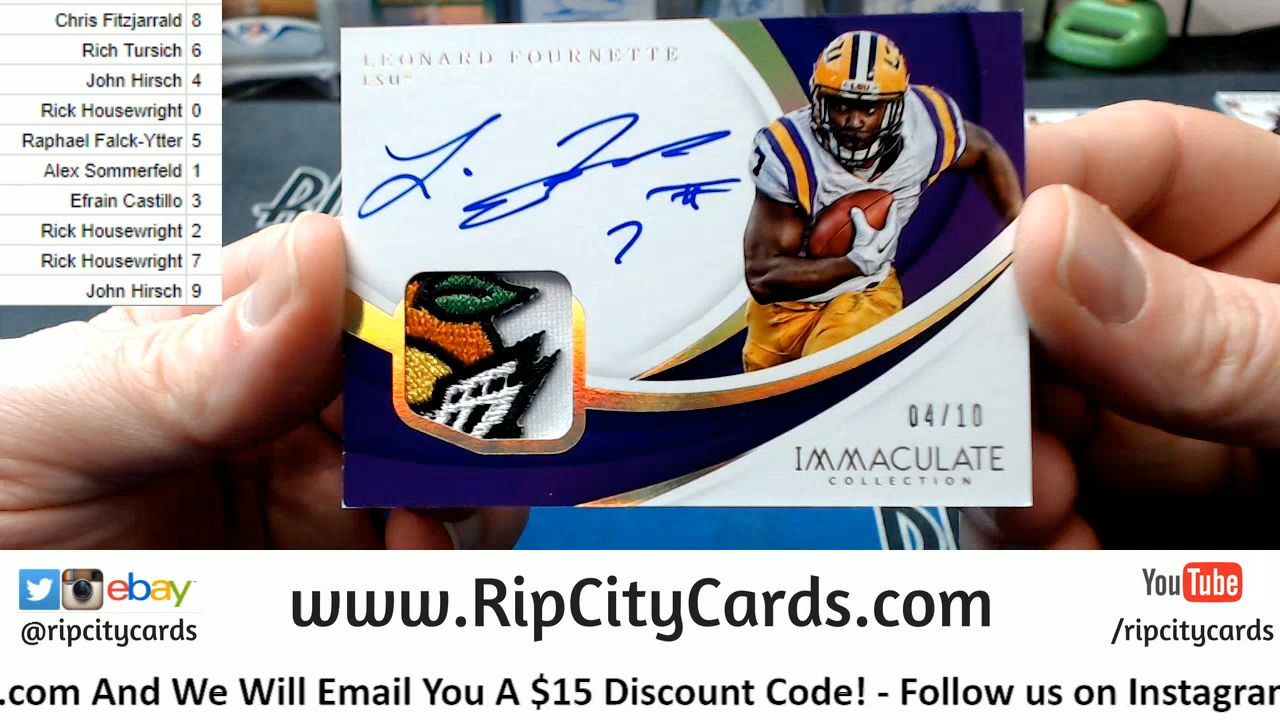 Chris Fitzjarrald 8
Rich Tursich 6
John Hirsch 4
Rick Housewright 0
Raphael Falck-Ytter 5
Alex Sommerfeld 1
Efrain Castillo 3
Rick Housewright 2
Rick Housewright 7
John Hirsch 9
LEONARD FOURNETTE
LSU
# 7
7
04/10
IMMACULATE
COLLECTION
ebay
@ripcitycards
www.RipCityCards.com
YouTube
/ripcitycards
.com And We Will Email You A $15 Discount Code! - Follow us on Instagram